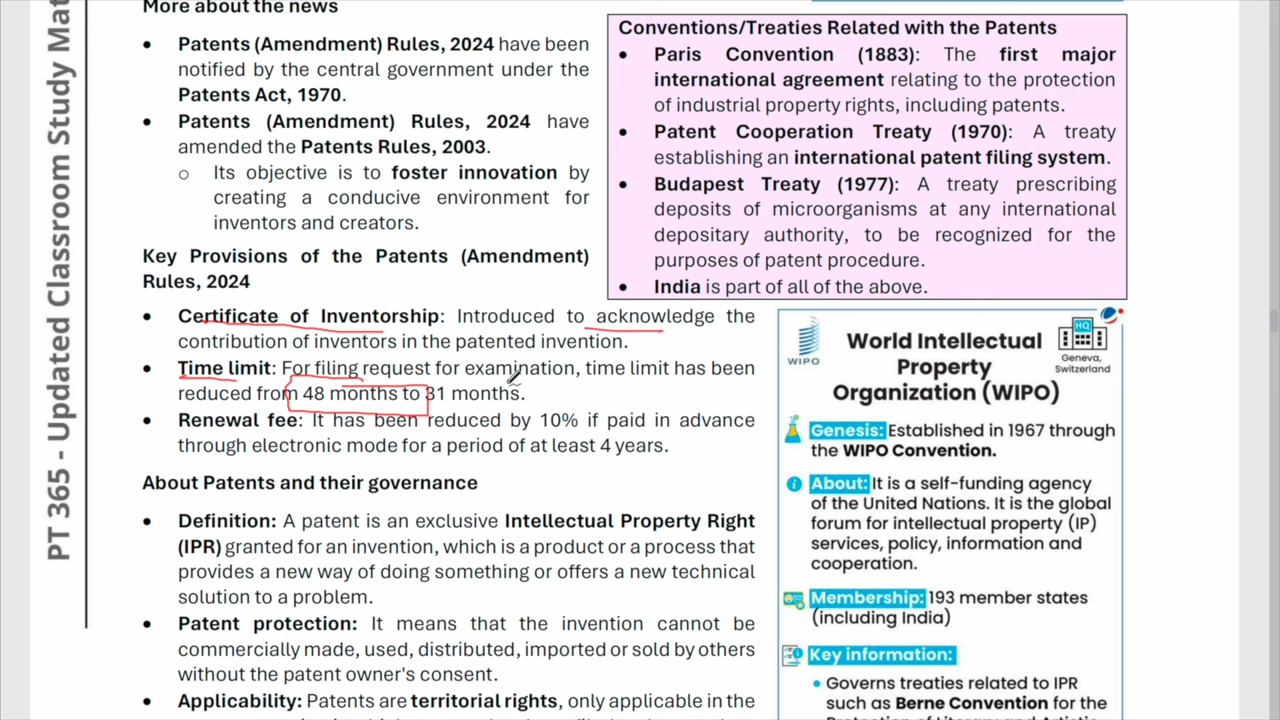 PT 365 - Updated Classroom Study Mat
More about the news
• Patents (Amendment) Rules, 2024 have been
notified by the central government under the
Patents Act, 1970.
• Patents (Amendment) Rules, 2024 have
amended the Patents Rules, 2003.
o Its objective is to foster innovation by
creating a conducive environment for
inventors and creators.
Key Provisions of the Patents (Amendment)
Rules, 2024
• Certificate of Inventorship: Introduced to acknowledge the
contribution of inventors in the patented invention.
• Time limit: For filing request for examination, time limit has been
reduced from 48 months to 31 months.
• Renewal fee: It has been reduced by 10% if paid in advance
through electronic mode for a period of at least 4 years.
About Patents and their governance
• Definition: A patent is an exclusive Intellectual Property Right
(IPR) granted for an invention, which is a product or a process that
provides a new way of doing something or offers a new technical
solution to a problem.
• Patent protection: It means that the invention cannot be
commercially made, used, distributed, imported or sold by others
without the patent owner's consent.
• Applicability: Patents are territorial rights, only applicable in the
Conventions/Treaties Related with the Patents
• Paris Convention (1883): The first major
international agreement relating to the protection
of industrial property rights, including patents.
• Patent Cooperation Treaty (1970): A treaty
establishing an international patent filing system.
• Budapest Treaty (1977): A treaty prescribing
deposits of microorganisms at any international
depositary authority, to be recognized for the
purposes of patent procedure.
• India is part of all of the above.
WIPO
World Intellectual
Property
Organization (WIPO)
HQ
Geneva,
Switzerland
Genesis: Established in 1967 through
the WIPO Convention.
About: It is a self-funding agency
of the United Nations. It is the global
forum for intellectual property (IP)
services, policy, information and
cooperation.
Membership: 193 member states
(including India)
Key information:
• Governs treaties related to IPR
such as Berne Convention for the